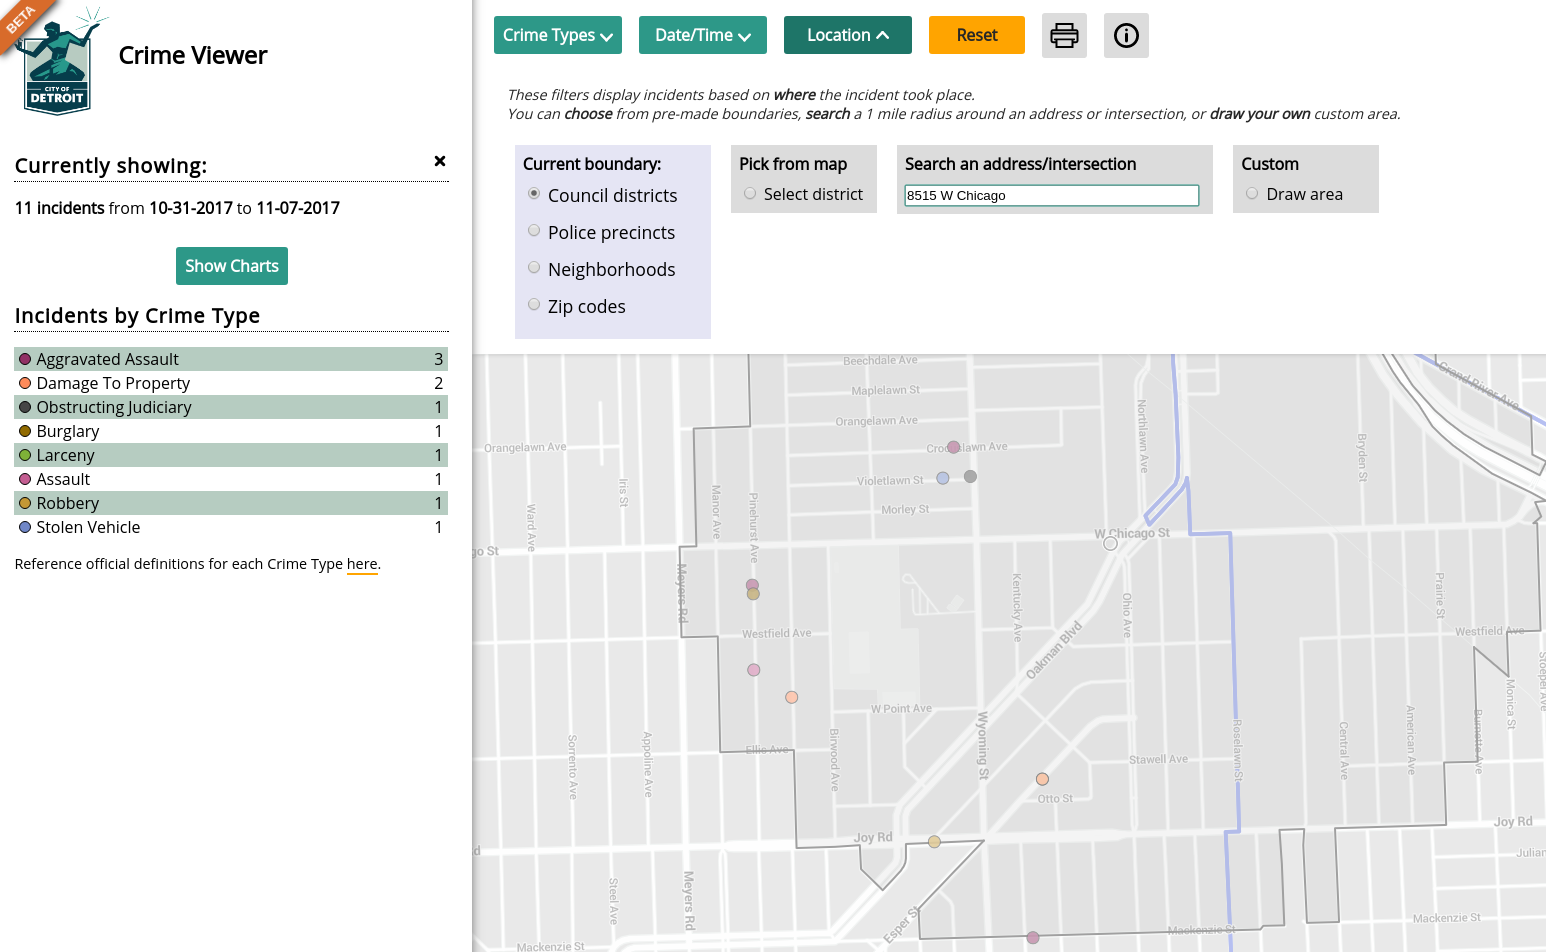 BETA
CITY OF
DETROIT
Crime Viewer
Currently showing:
11 incidents from 10-31-2017 to 11-07-2017
Show Charts
Incidents by Crime Type
Aggravated Assault 3
Damage To Property 2
Obstructing Judiciary 1
Burglary 1
Larceny 1
Assault 1
Robbery 1
Stolen Vehicle 1
Reference official definitions for each Crime Type here.
Crime Types
Date/Time
Location
Reset
These filters display incidents based on where the incident took place.
You can choose from pre-made boundaries, search a 1 mile radius around an address or intersection, or draw your own custom area.
Current boundary:
Council districts
Police precincts
Neighborhoods
Zip codes
Pick from map
Select district
Search an address/intersection
8515 W Chicago
Custom
Draw area
Beechdale Ave
Maplelawn St
Orangelawn Ave
Orangelawn Ave
Grand River Ave
Northlawn Ave
Bryden St
Violetlawn St
Morley St
Iris St
Ward Ave
Manor Ave
Pinehurst Ave
W Chicago St
go St
Meyers Rd
Westfield Ave
Kentucky Ave
Ohio Ave
Oakman Blvd
Prairie St
Westfield Ave
Stoepel Ave
Monica St
W Point Ave
Wyoming St
Ellis Ave
Birwood Ave
Sorrento Ave
Appoline Ave
Roselawn St
Stawell Ave
Central Ave
American Ave
Burnette Ave
Otto St
Joy Rd
Joy Rd
Julian
Steel Ave
Meyers Rd
Esper St
Mackenzie St
Mackenzie St
Mackenzie St